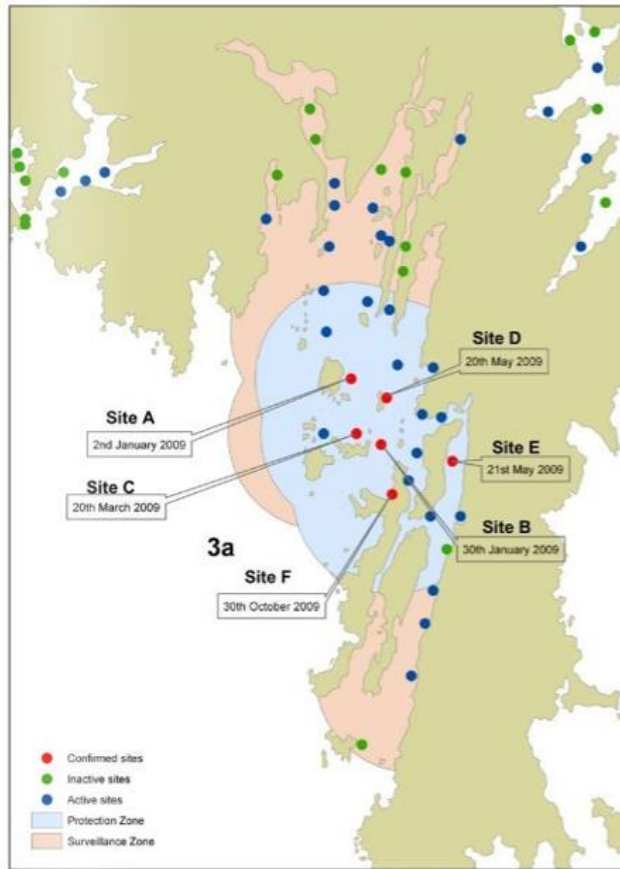 Site D
20th May 2009
Site A
2nd January 2009
Site E
21st May 2009
Site C
20th March 2009
Site B
30th January 2009
3a
Site F
30th October 2009
Confirmed sites
Inactive sites
Active sites
Protection Zone
Surveillance Zone